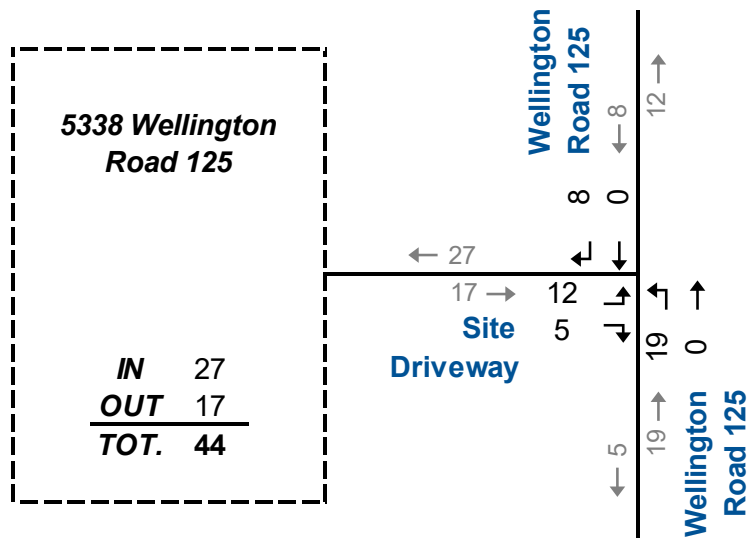 5338 Wellington
Road 125
IN 27
OUT 17
TOT. 44
Wellington
Road 125
← 8
12 →
8 0
← 27
17 → 12
Site 5
Driveway
19 0
← 5
19 →
Wellington
Road 125